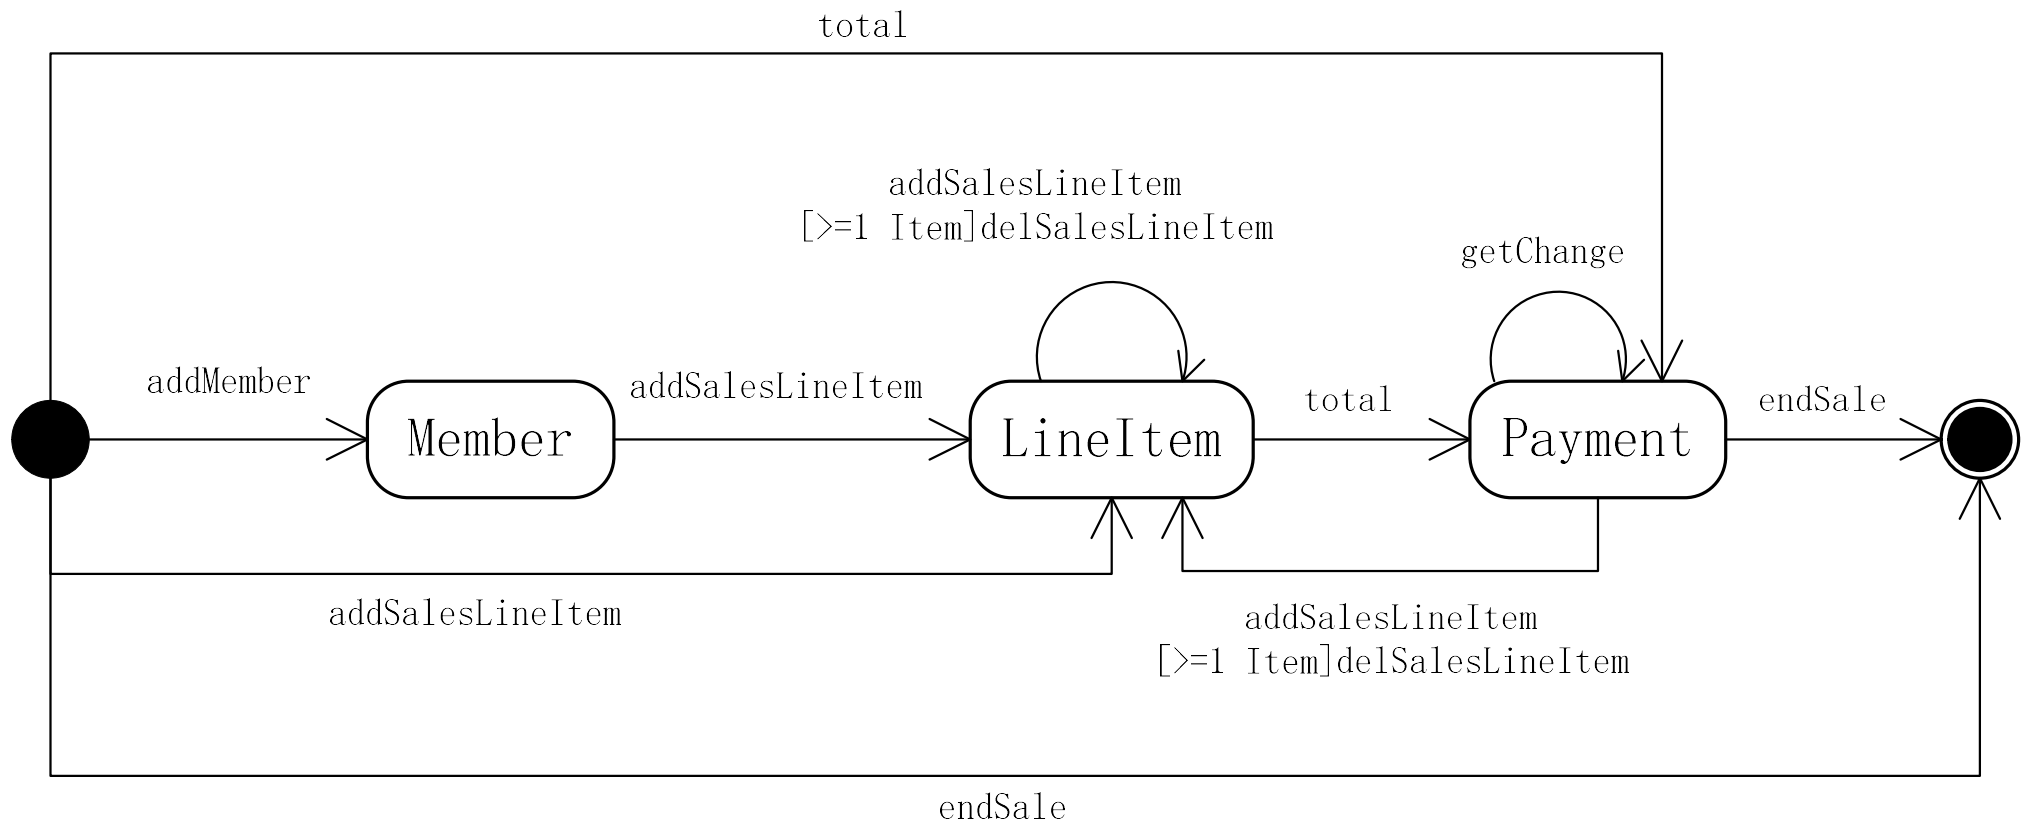 total
addSalesLineItem
[>=1 Item]delSalesLineItem
getChange
addMember
addSalesLineItem
total
endSale
Member
LineItem
Payment
addSalesLineItem
addSalesLineItem
[>=1 Item]delSalesLineItem
endSale